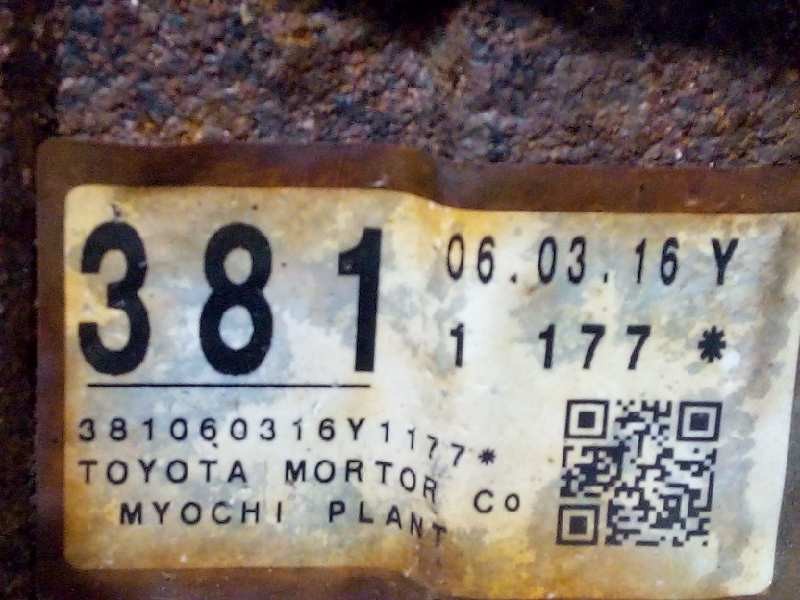 381
06.03.16 Y
1 177*
381060316Y1177*
TOYOTA MORTOR Co
MYOCHI PLANT